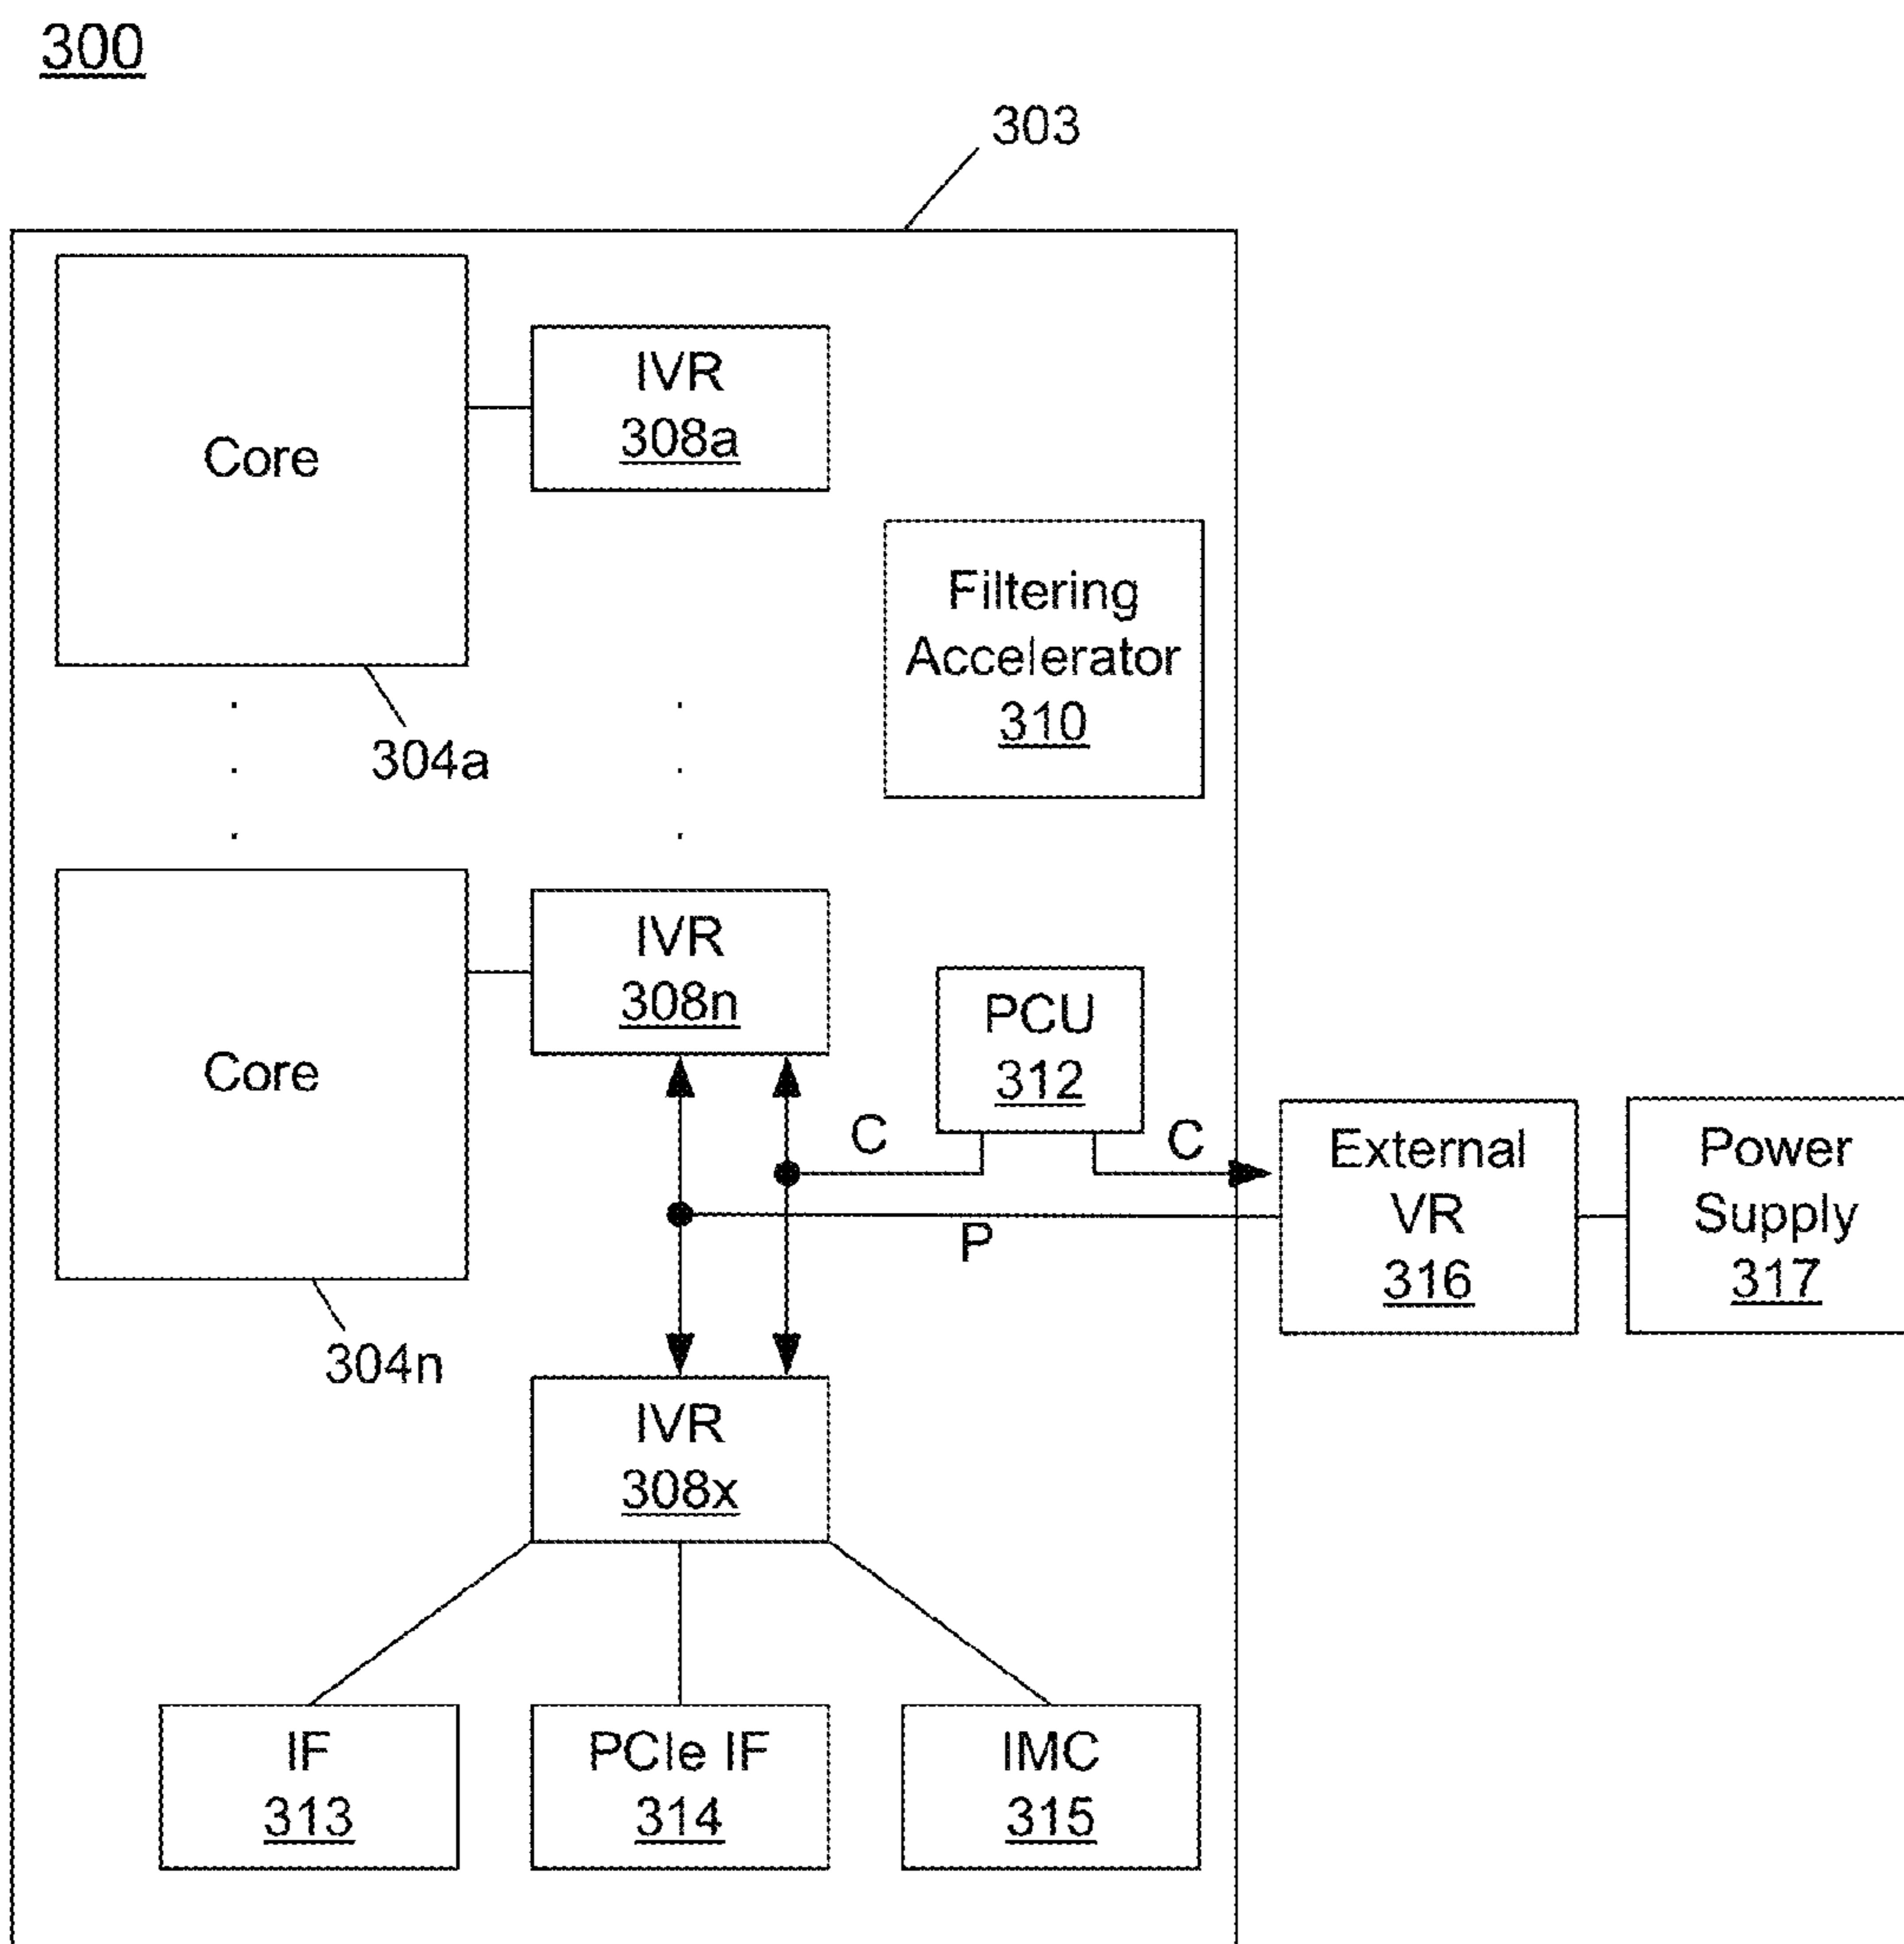 300
303
Core
IVR
308a
Filtering
Accelerator
310
304a
Core
IVR
308n
PCU
312
C
C
P
External
VR
316
Power
Supply
317
304n
IVR
308x
IF
313
PCIe IF
314
IMC
315